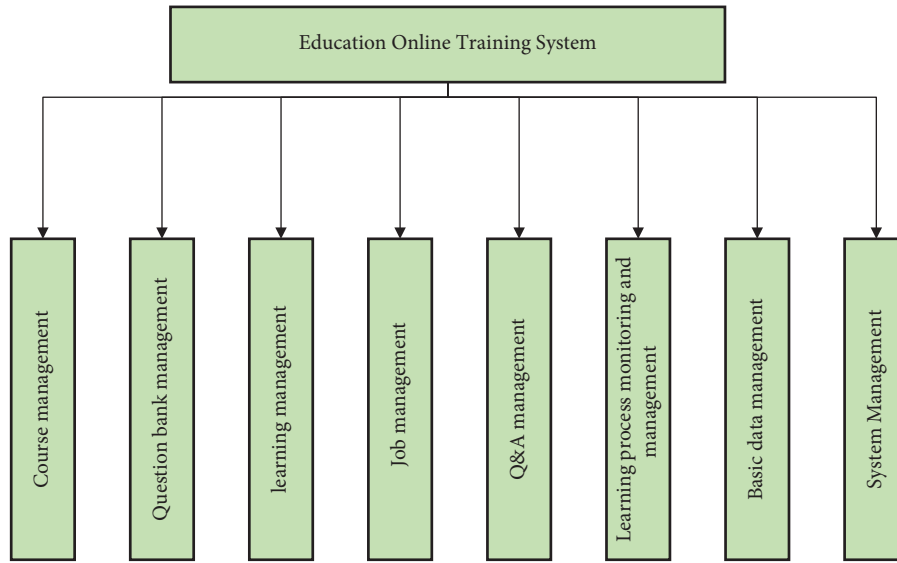 Education Online Training System
Course management
Question bank management
learning management
Job management
Q&A management
Learning process monitoring and
management
Basic data management
System Management